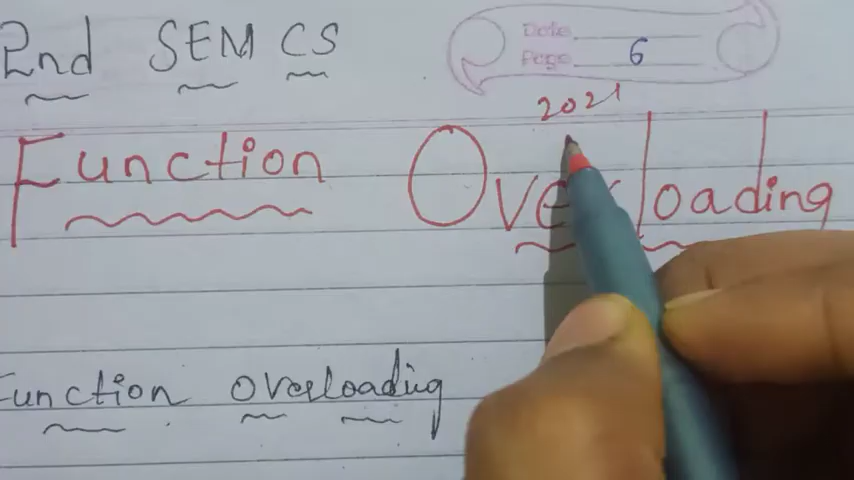 2nd SEM CS
Date
Page 6
2021
Function Overloading
Function overloading